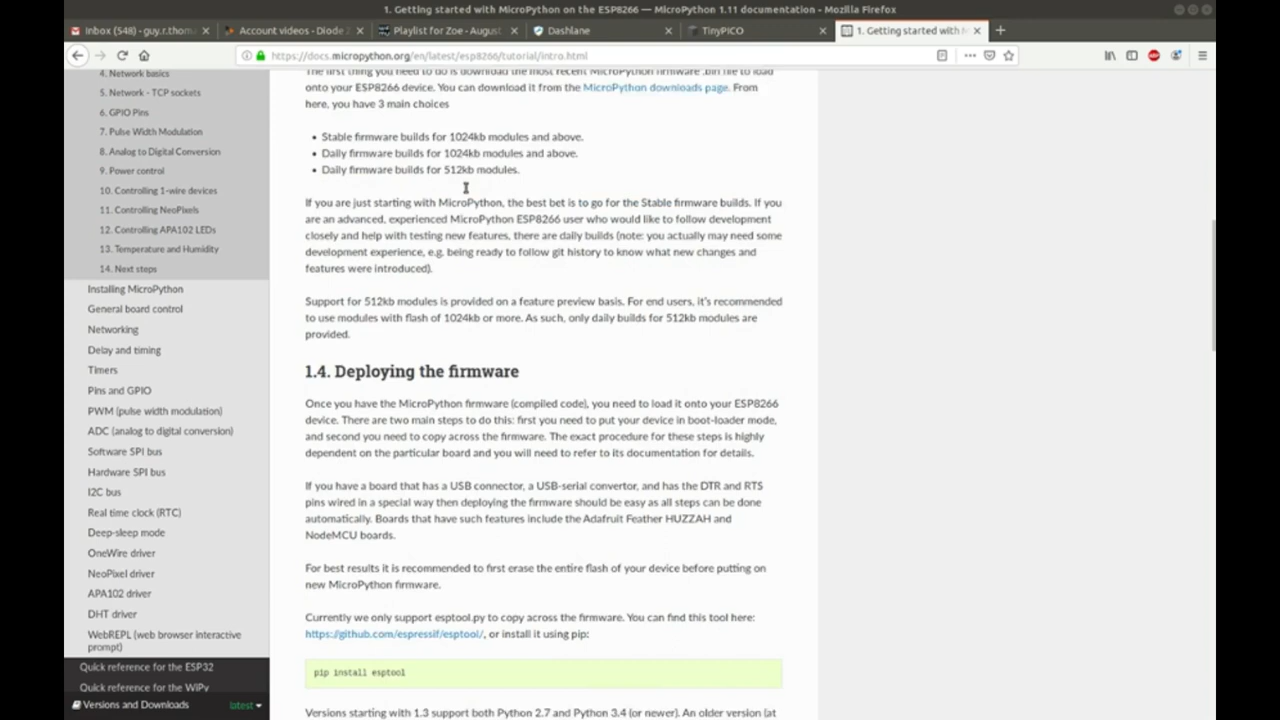 1. Getting started with MicroPython on the ESP8266 — MicroPython 1.11 documentation - Mozilla Firefox
Inbox (548) - guy.r.thom
Account videos - Diode
Playlist for Zoe - August
Dashlane
TinyPICO
1. Getting started with
https://docs.micropython.org/en/latest/esp8266/tutorial/intro.html
4. Network basics
5. Network - TCP sockets
6. GPIO Pins
7. Pulse Width Modulation
8. Analog to Digital Conversion
9. Power control
10. Controlling 1-wire devices
11. Controlling NeoPixels
12. Controlling APA102 LEDs
13. Temperature and Humidity
14. Next steps
Installing MicroPython
General board control
Networking
Delay and timing
Timers
Pins and GPIO
PWM (pulse width modulation)
ADC (analog to digital conversion)
Software SPI bus
Hardware SPI bus
I2C bus
Real time clock (RTC)
Deep-sleep mode
OneWire driver
NeoPixel driver
APA102 driver
DHT driver
WebREPL (web browser interactive
prompt)
Quick reference for the ESP32
Quick reference for the WiPy
Versions and Downloads
latest
The first thing you need to do is download the most recent MicroPython firmware .bin file to load
onto your ESP8266 device. You can download it from the MicroPython downloads page. From
here, you have 3 main choices
• Stable firmware builds for 1024kb modules and above.
• Daily firmware builds for 1024kb modules and above.
• Daily firmware builds for 512kb modules.
If you are just starting with MicroPython, the best bet is to go for the Stable firmware builds. If you
are an advanced, experienced MicroPython ESP8266 user who would like to follow development
closely and help with testing new features, there are daily builds (note: you actually may need some
development experience, e.g. being ready to follow git history to know what new changes and
features were introduced).
Support for 512kb modules is provided on a feature preview basis. For end users, it's recommended
to use modules with flash of 1024kb or more. As such, only daily builds for 512kb modules are
provided.
1.4. Deploying the firmware
Once you have the MicroPython firmware (compiled code), you need to load it onto your ESP8266
device. There are two main steps to do this: first you need to put your device in boot-loader mode,
and second you need to copy across the firmware. The exact procedure for these steps is highly
dependent on the particular board and you will need to refer to its documentation for details.
If you have a board that has a USB connector, a USB-serial convertor, and has the DTR and RTS
pins wired in a special way then deploying the firmware should be easy as all steps can be done
automatically. Boards that have such features include the Adafruit Feather HUZZAH and
NodeMCU boards.
For best results it is recommended to first erase the entire flash of your device before putting on
new MicroPython firmware.
Currently we only support esptool.py to copy across the firmware. You can find this tool here:
https://github.com/espressif/esptool/, or install it using pip:
pip install esptool
Versions starting with 1.3 support both Python 2.7 and Python 3.4 (or newer). An older version (at